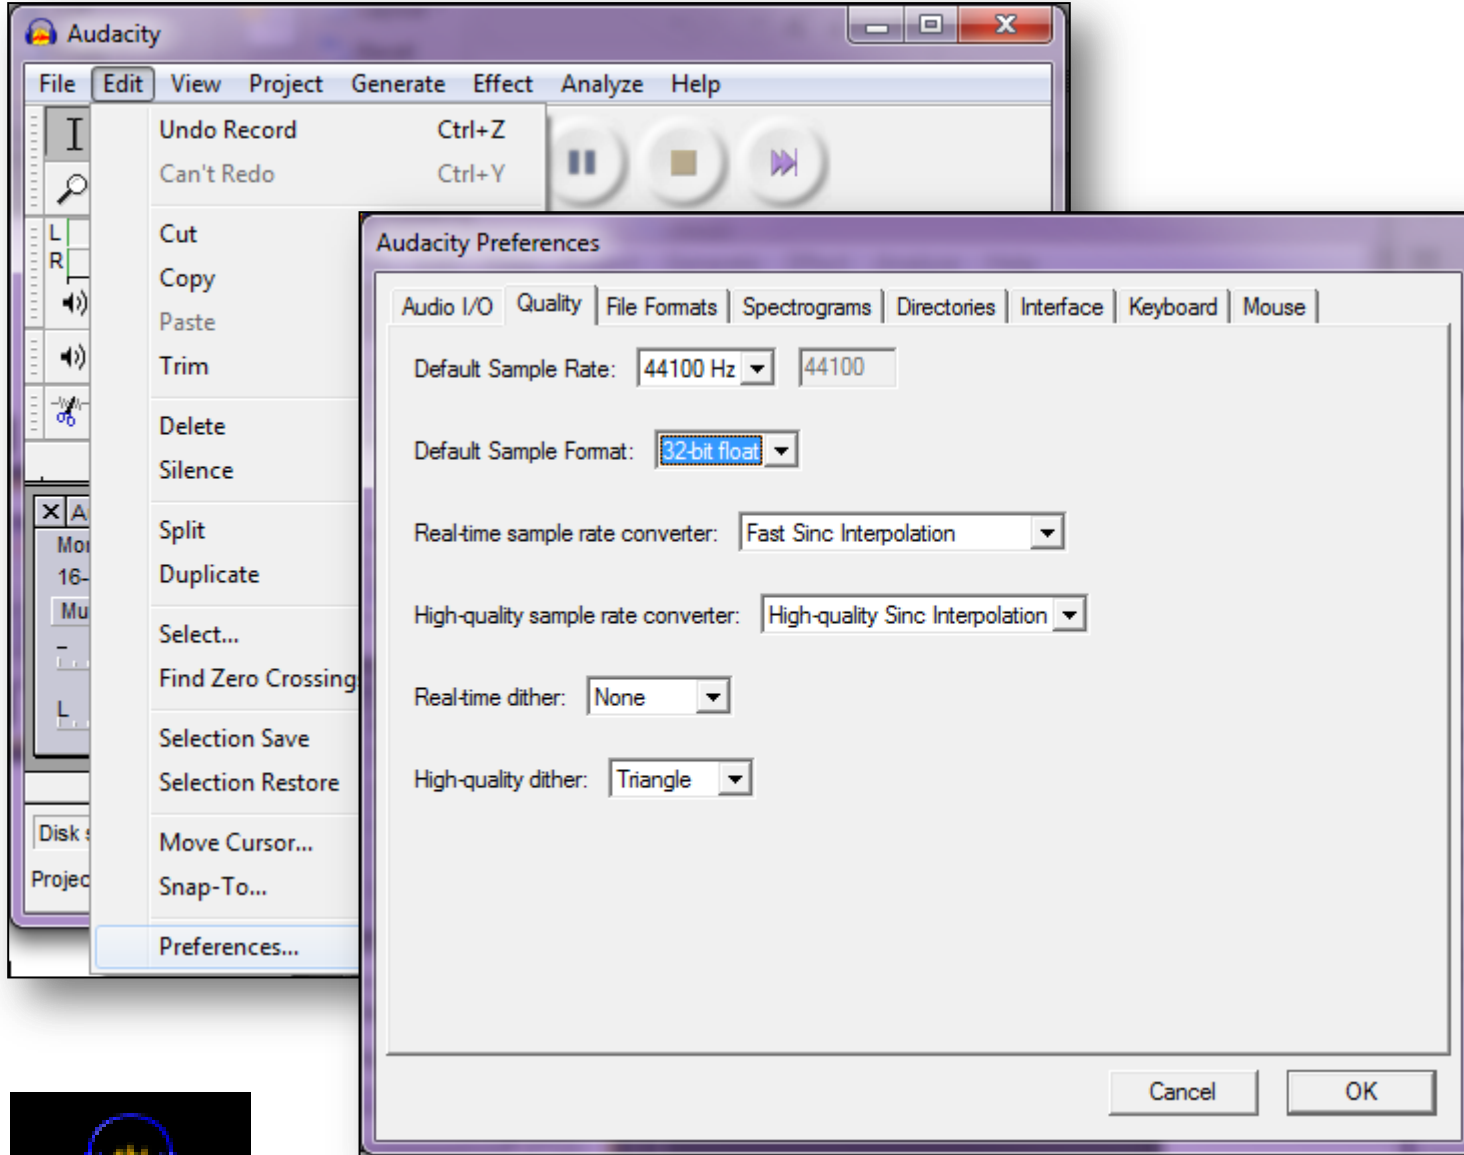 Audacity
File Edit View Project Generate Effect Analyze Help
Undo Record Ctrl+Z
Can't Redo Ctrl+Y
Cut
Copy
Paste
Trim
Delete
Silence
Split
Duplicate
Select...
Find Zero Crossing
Selection Save
Selection Restore
Move Cursor...
Snap-To...
Preferences...
L
R
X A
Mo
16-
Mu
-
L
Disk s
Projec
Audacity Preferences
Audio I/O Quality File Formats Spectrograms Directories Interface Keyboard Mouse
Default Sample Rate: 44100 Hz 44100
Default Sample Format: 32-bit float
Real-time sample rate converter: Fast Sinc Interpolation
High-quality sample rate converter: High-quality Sinc Interpolation
Real-time dither: None
High-quality dither: Triangle
Cancel OK